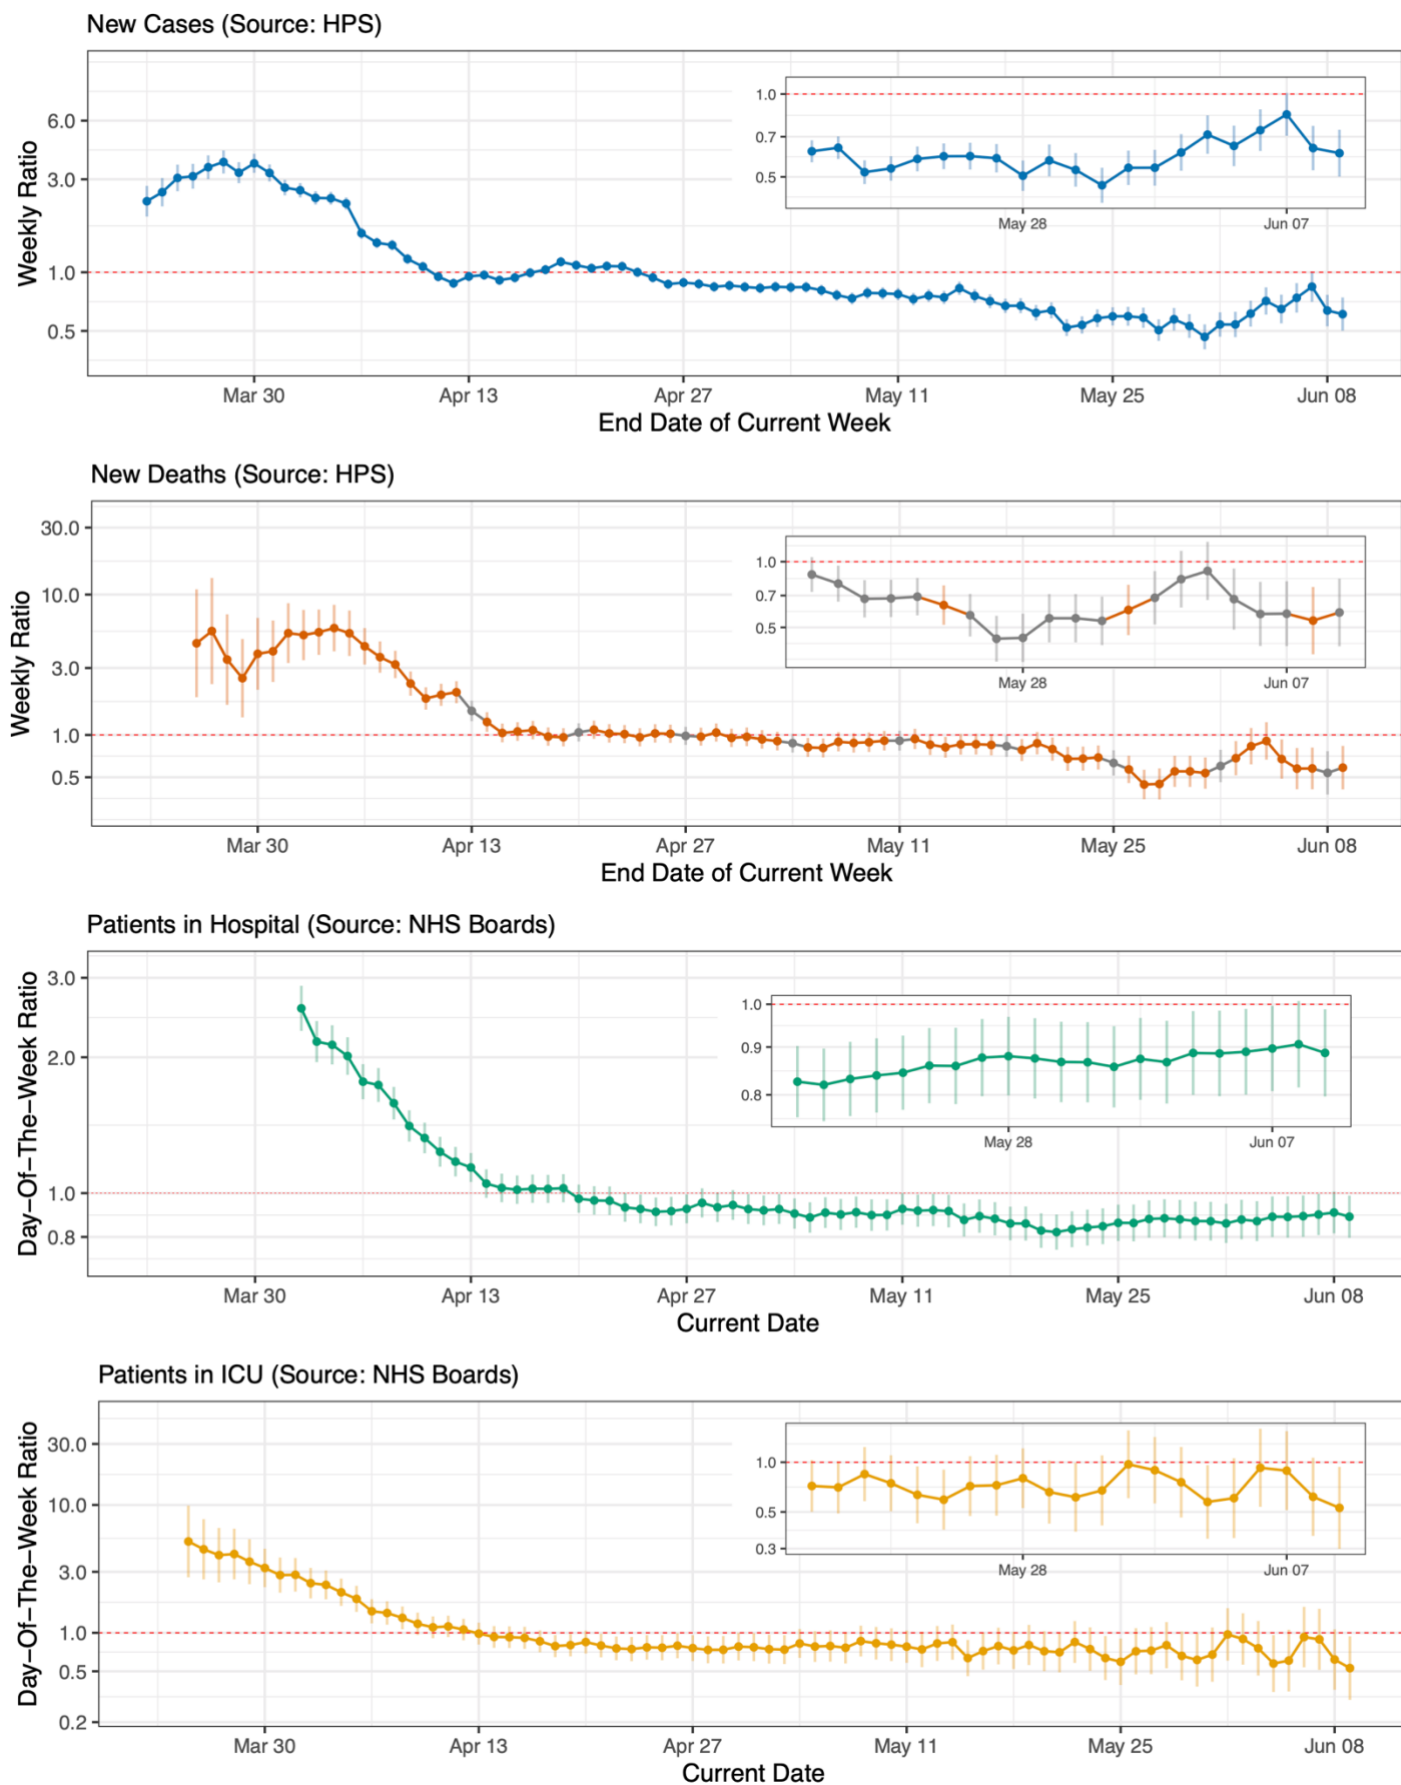 New Cases (Source: HPS)
Weekly Ratio
6.0
3.0
1.0
0.5
1.0
0.7
0.5
May 28
Jun 07
Mar 30
Apr 13
Apr 27
May 11
May 25
Jun 08
End Date of Current Week
New Deaths (Source: HPS)
Weekly Ratio
30.0
10.0
3.0
1.0
0.5
1.0
0.7
0.5
May 28
Jun 07
Mar 30
Apr 13
Apr 27
May 11
May 25
Jun 08
End Date of Current Week
Patients in Hospital (Source: NHS Boards)
Day-Of-The-Week Ratio
3.0
2.0
1.0
0.8
1.0
0.9
0.8
May 28
Jun 07
Mar 30
Apr 13
Apr 27
May 11
May 25
Jun 08
Current Date
Patients in ICU (Source: NHS Boards)
Day-Of-The-Week Ratio
30.0
10.0
3.0
1.0
0.5
0.2
1.0
0.5
0.3
May 28
Jun 07
Mar 30
Apr 13
Apr 27
May 11
May 25
Jun 08
Current Date